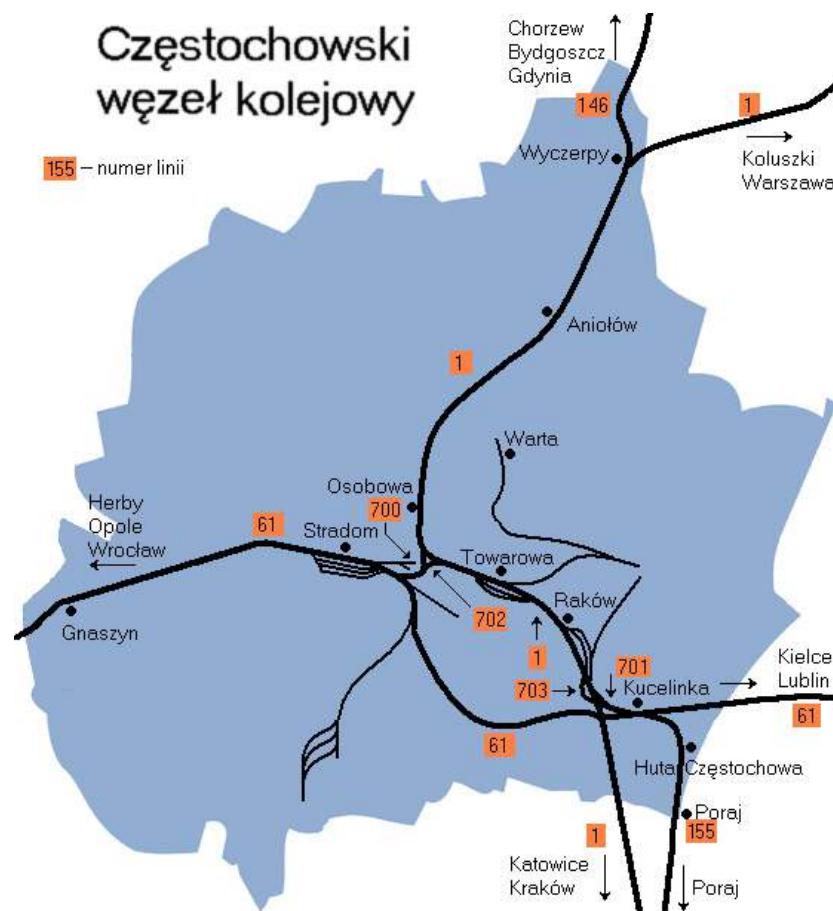 Częstochowski
węzeł kolejowy
155 – numer linii
Chorzew
Bydgoszcz
Gdynia
146
1
Wyczerpy
Koluszki
Warszawa
Aniołów
1
Warta
Osobowa
700
Herby
Opole
Wrocław
61
Stradom
Towarowa
Gnaszyn
702
Raków
1
701
703
Kucelinka
Kielce
Lublin
61
61
Huta Częstochowa
Poraj
155
1
Katowice
Kraków
Poraj